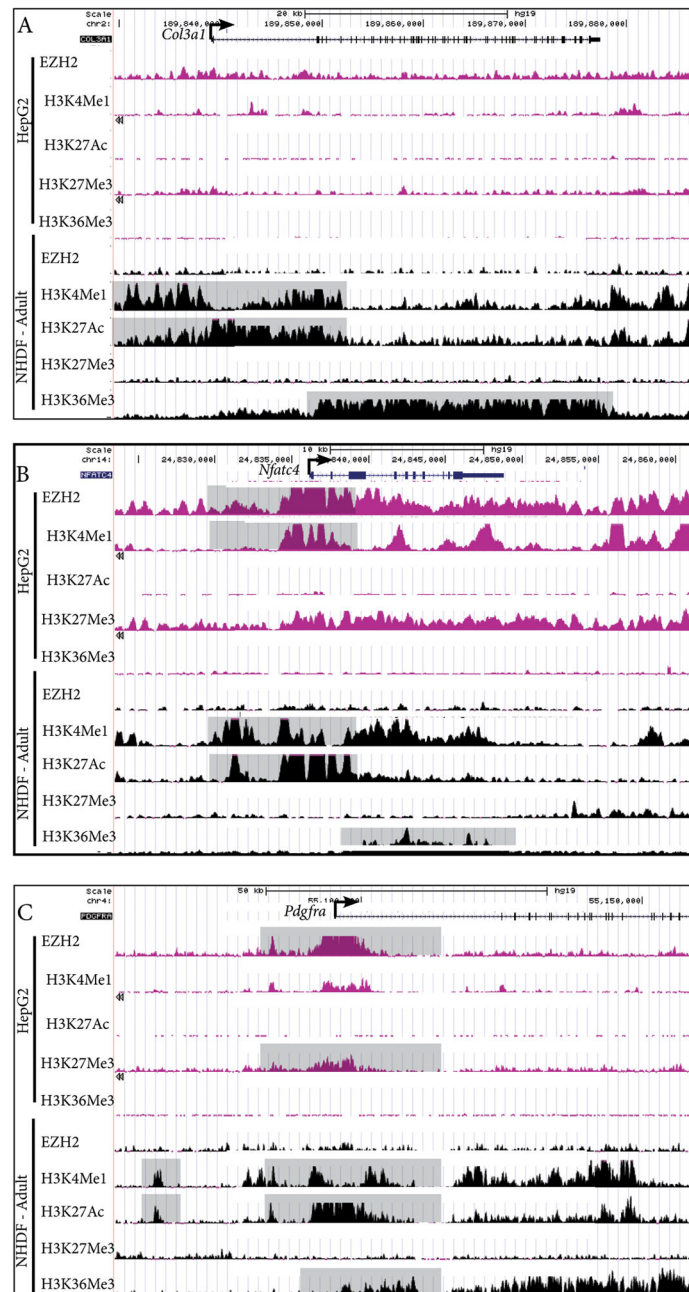 A
Scale
20 kb
hg19
chr2:
189,840,000
189,850,000
189,860,000
189,870,000
189,880,000
Col3a1
COL3A1
HepG2
EZH2
H3K4Me1
H3K27Ac
H3K27Me3
H3K36Me3
NHDF - Adult
EZH2
H3K4Me1
H3K27Ac
H3K27Me3
H3K36Me3
B
Scale
10 kb
hg19
chr14:
24,830,000
24,835,000
840,000
24,845,000
24,850,000
24,855,000
24,860,000
Nfatc4
NFATC4
HepG2
EZH2
H3K4Me1
H3K27Ac
H3K27Me3
H3K36Me3
NHDF - Adult
EZH2
H3K4Me1
H3K27Ac
H3K27Me3
H3K36Me3
C
Scale
50 kb
hg19
chr4:
55,150,000
Pdgfra
PDGFRA
HepG2
EZH2
H3K4Me1
H3K27Ac
H3K27Me3
H3K36Me3
NHDF - Adult
EZH2
H3K4Me1
H3K27Ac
H3K27Me3
H3K36Me3